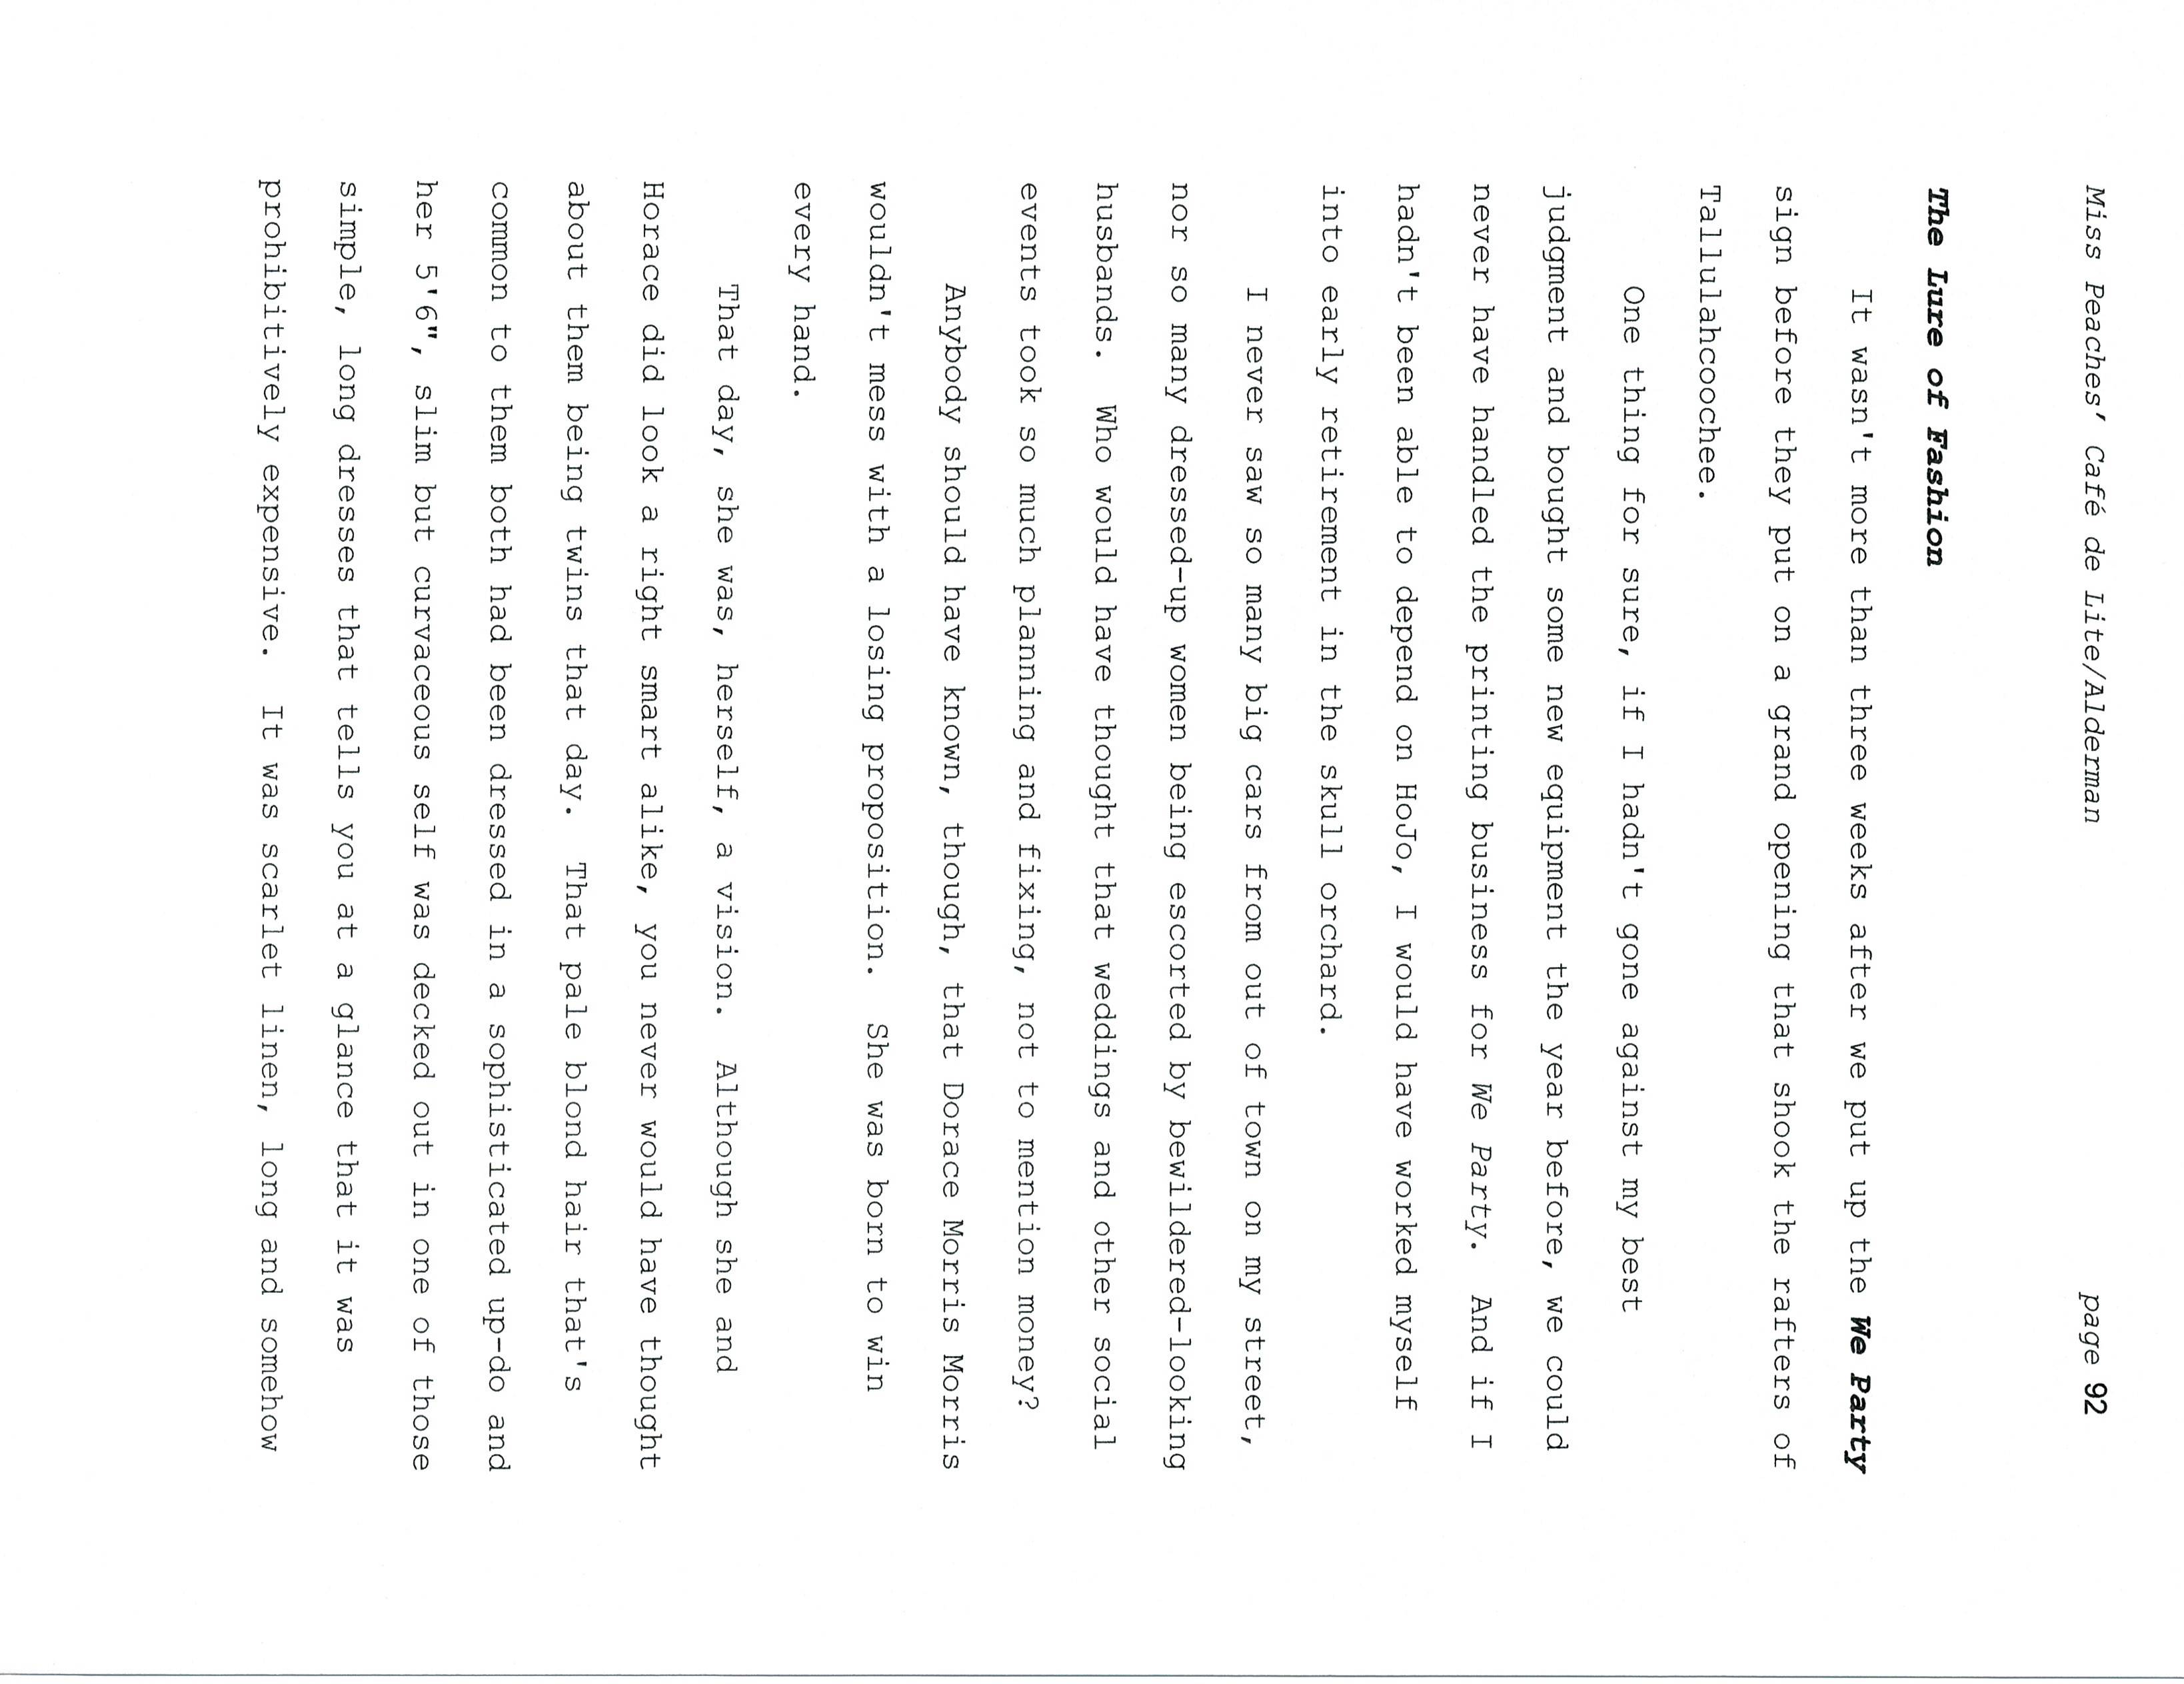 Miss Peaches' Café de Lite/Alderman page 92
The Lure of Fashion
It wasn't more than three weeks after we put up the We Party
sign before they put on a grand opening that shook the rafters of
Tallulahcoochee.
One thing for sure, if I hadn't gone against my best
judgment and bought some new equipment the year before, we could
never have handled the printing business for We Party. And if I
hadn't been able to depend on HoJo, I would have worked myself
into early retirement in the skull orchard.
I never saw so many big cars from out of town on my street,
nor so many dressed-up women being escorted by bewildered-looking
husbands. Who would have thought that weddings and other social
events took so much planning and fixing, not to mention money?
Anybody should have known, though, that Dorace Morris Morris
wouldn't mess with a losing proposition. She was born to win
every hand.
That day, she was, herself, a vision. Although she and
Horace did look a right smart alike, you never would have thought
about them being twins that day. That pale blond hair that's
common to them both had been dressed in a sophisticated up-do and
her 5'6", slim but curvaceous self was decked out in one of those
simple, long dresses that tells you at a glance that it was
prohibitively expensive. It was scarlet linen, long and somehow